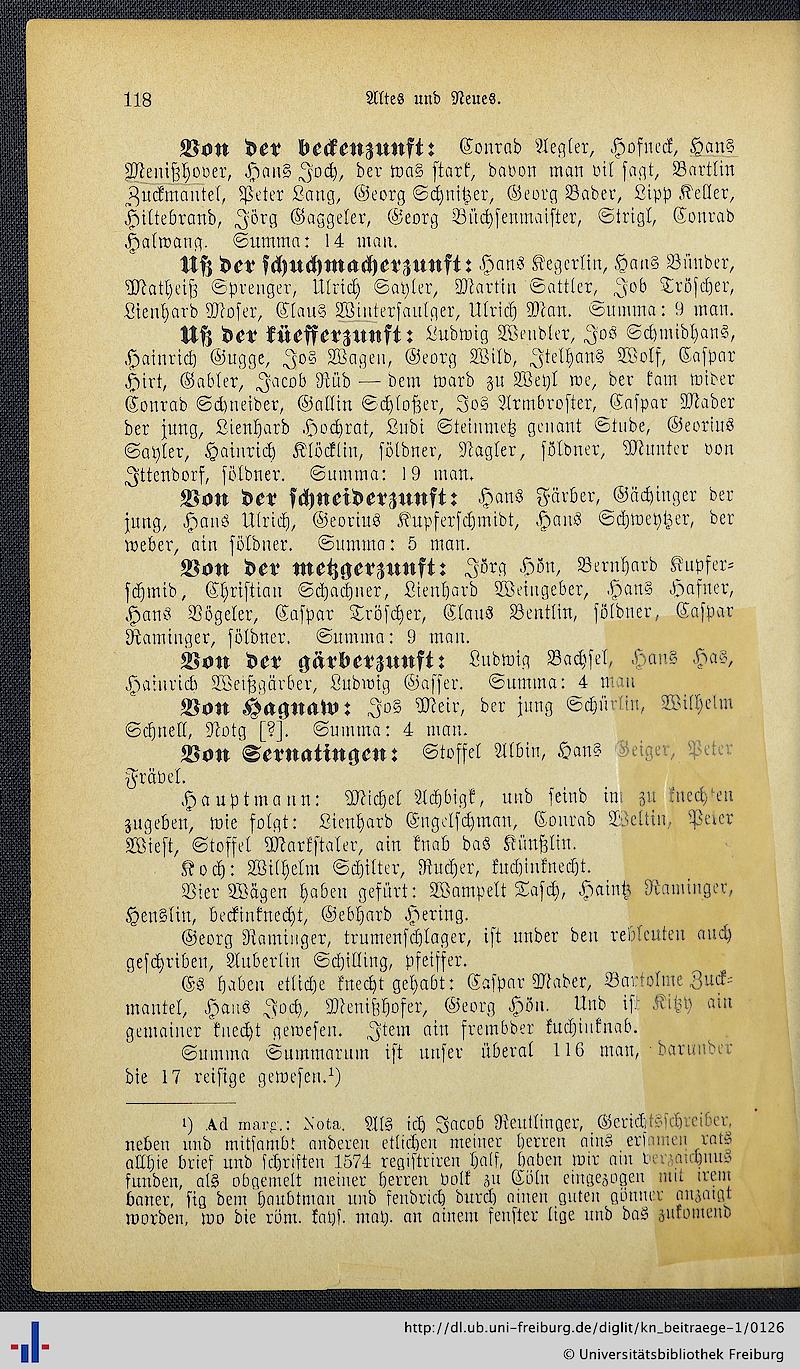 118
Altes und Neues.
Von der beckenzunft: Conrad Aegler, Hofneck, Hans
Menißhover, Hans Joch, der was stark, davon man vil sagt, Bartlin
Zuckmantel, Peter Lang, Georg Schnitzer, Georg Bader, Lipp Keller,
Hiltebrand, Jörg Gaggeler, Georg Büchsenmaister, Strigl, Conrad
Halwang. Summa: 14 man.
Uß der schuchmacherzunft: Hans Kegerlin, Hans Bünder,
Matheiß Sprenger, Ulrich Sayler, Martin Sattler, Job Tröscher,
Lienhard Moser, Claus Wintersaulger, Ulrich Man. Summa: 9 man.
Uß der küefferzunft: Ludwig Wendler, Jos Schmidhans,
Hainrich Gugge, Jos Wagen, Georg Wild, Itelhans Wolf, Caspar
Hirt, Gabler, Jacob Rüd — dem ward zu Weyl we, der kam wider
Conrad Schneider, Gallin Schloßer, Jos Armbroster, Caspar Mader
der jung, Lienhard Hochrat, Ludi Steinmetz genant Stude, Georius
Sayler, Hainrich Klöcklin, söldner, Nagler, söldner, Munter von
Ittendorf, söldner. Summa: 19 man.
Von der schneiderzunft: Hans Färber, Gächinger der
jung, Hans Ulrich, Georius Kupferschmidt, Hans Schweytzer, der
weber, ain söldner. Summa: 5 man.
Von der metzgerzunft: Jörg Hön, Bernhard Kupfer-
schmid, Christian Schachner, Lienhard Weingeber, Hans Hafner,
Hans Vögeler, Caspar Tröscher, Claus Bentlin, söldner, Caspar
Raminger, söldner. Summa: 9 man.
Von der gärberzunft: Ludwig Bachsel, Hans Has,
Hainrich Weißgärber, Ludwig Gasser. Summa: 4 man
Von Hagnaw: Jos Meir, der jung Schürlin, Wilhelm
Schnell, Notg [?]. Summa: 4 man.
Von Sernatingen: Stoffel Albin, Hans Geiger, Peter
Frävel.
Hauptmann: Michel Achbigk, und seind im zu knechten
zugeben, wie folgt: Lienhard Engelschman, Conrad Weltin, Peter
Wiest, Stoffel Markstaler, ain knab das Künßlin.
Koch: Wilhelm Schilter, Rucher, kuchinknecht.
Vier Wägen haben gefürt: Wampelt Tasch, Haintz Raminger,
Henslin, beckinknecht, Gebhard Hering.
Georg Raminger, trumenschlager, ist under den rebleuten auch
geschriben, Auberlin Schilling, pfeiffer.
Es haben etliche knecht gehabt: Caspar Mader, Bartolme Zuck-
mantel, Hans Joch, Menißhofer, Georg Hön. Und ist Kitzy ain
gemainer knecht gewesen. Item ain frembder kuchinknab.
Summa Summarum ist unser überal 116 man, darunder
die 17 reisige gewesen.¹)
¹) Ad marg.: Nota. Als ich Jacob Reutlinger, Gerichtsschreiber,
neben und mitsambt anderen etlichen meiner herren ains ersamen rats
allhie brief und schriften 1574 registriren half, haben wir ain verzaichnus
funden, als obgemelt meiner herren volk zu Cöln eingezogen mit irem
baner, sig dem haubtman und fendrich durch ainen guten gönner anzaigt
worden, wo die röm. kays. may. an ainem fenster lige und das zukomend
http://dl.ub.uni-freiburg.de/diglit/kn_beitraege-1/0126
© Universitätsbibliothek Freiburg